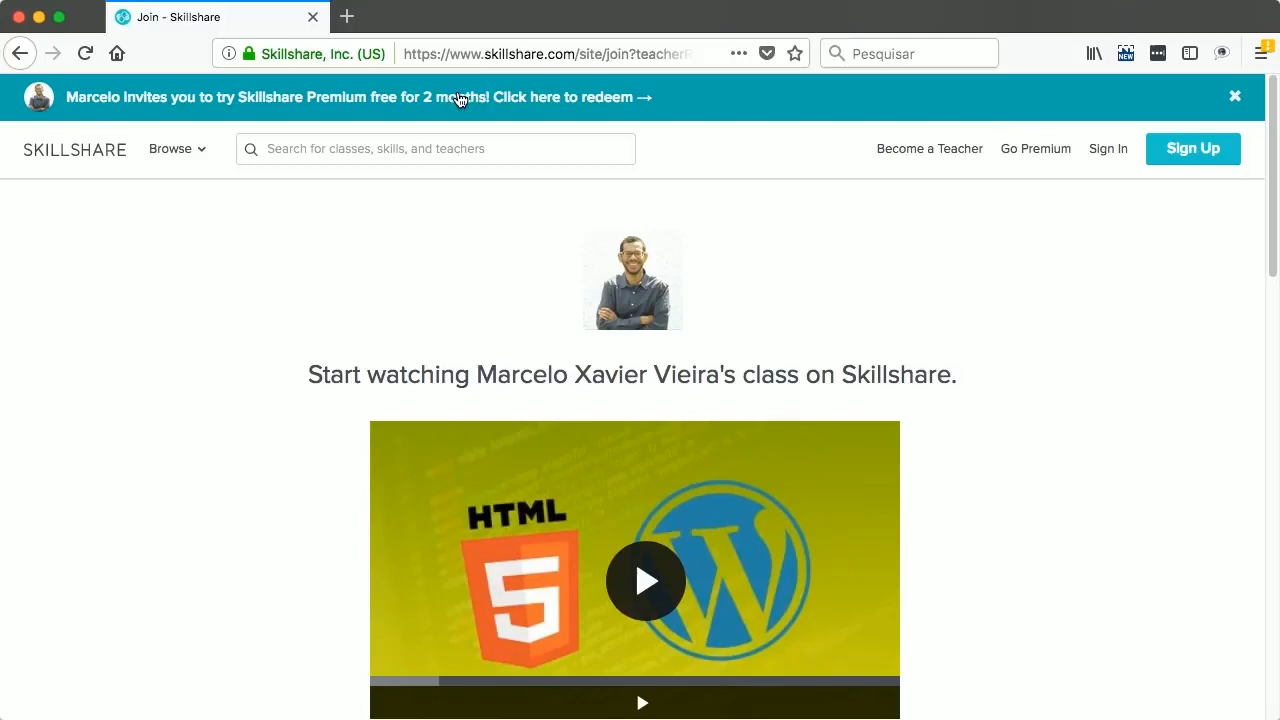 Join - Skillshare
Skillshare, Inc. (US) https://www.skillshare.com/site/join?teacherR
Pesquisar
NEW
Marcelo Invites you to try Skillshare Premium free for 2 months! Click here to redeem →
SKILLSHARE Browse Search for classes, skills, and teachers Become a Teacher Go Premium Sign In Sign Up
Start watching Marcelo Xavier Vieira's class on Skillshare.
HTML
5 W